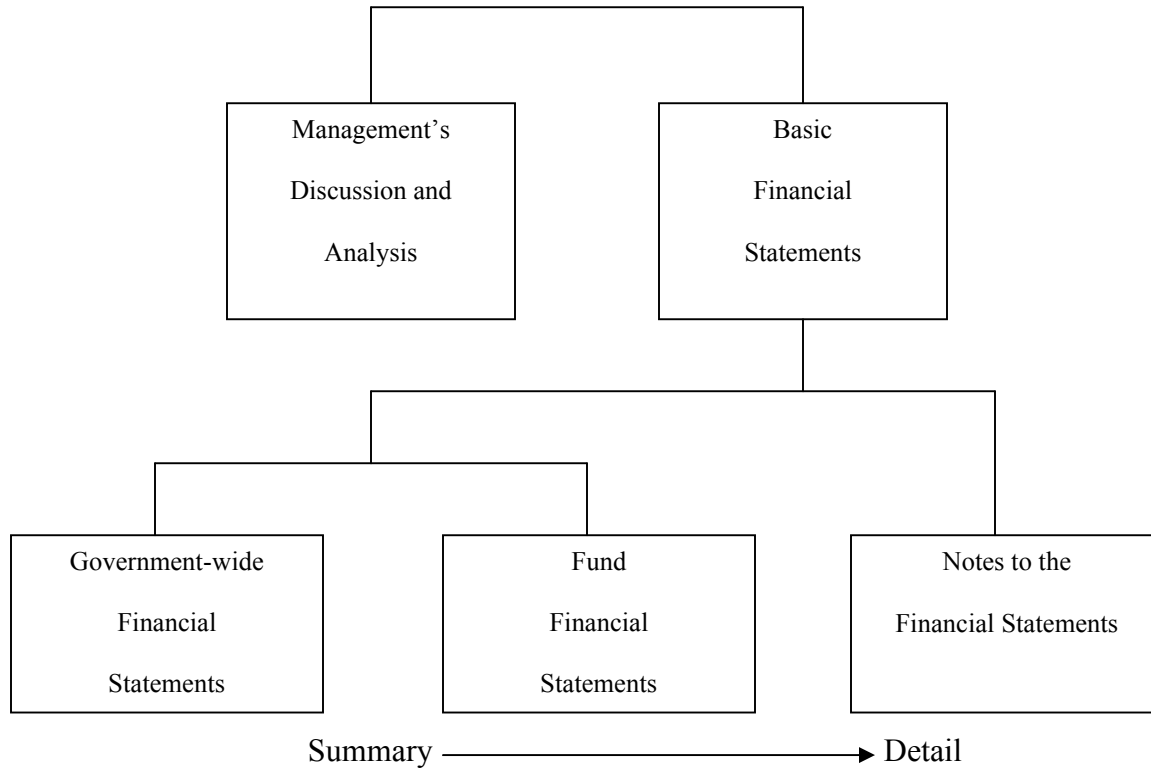 Management’s
Discussion and
Analysis
Basic
Financial
Statements
Government-wide
Financial
Statements
Fund
Financial
Statements
Notes to the
Financial Statements
Summary
Detail